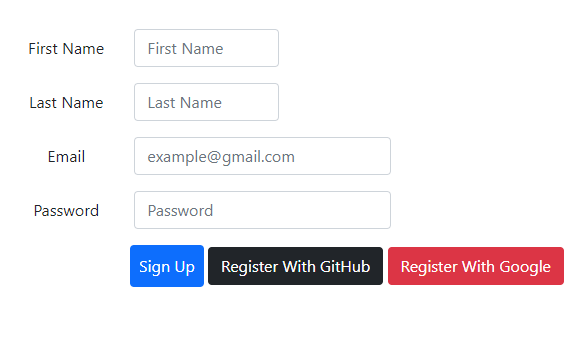 First Name First Name
Last Name Last Name
Email example@gmail.com
Password Password
Sign Up Register With GitHub Register With Google